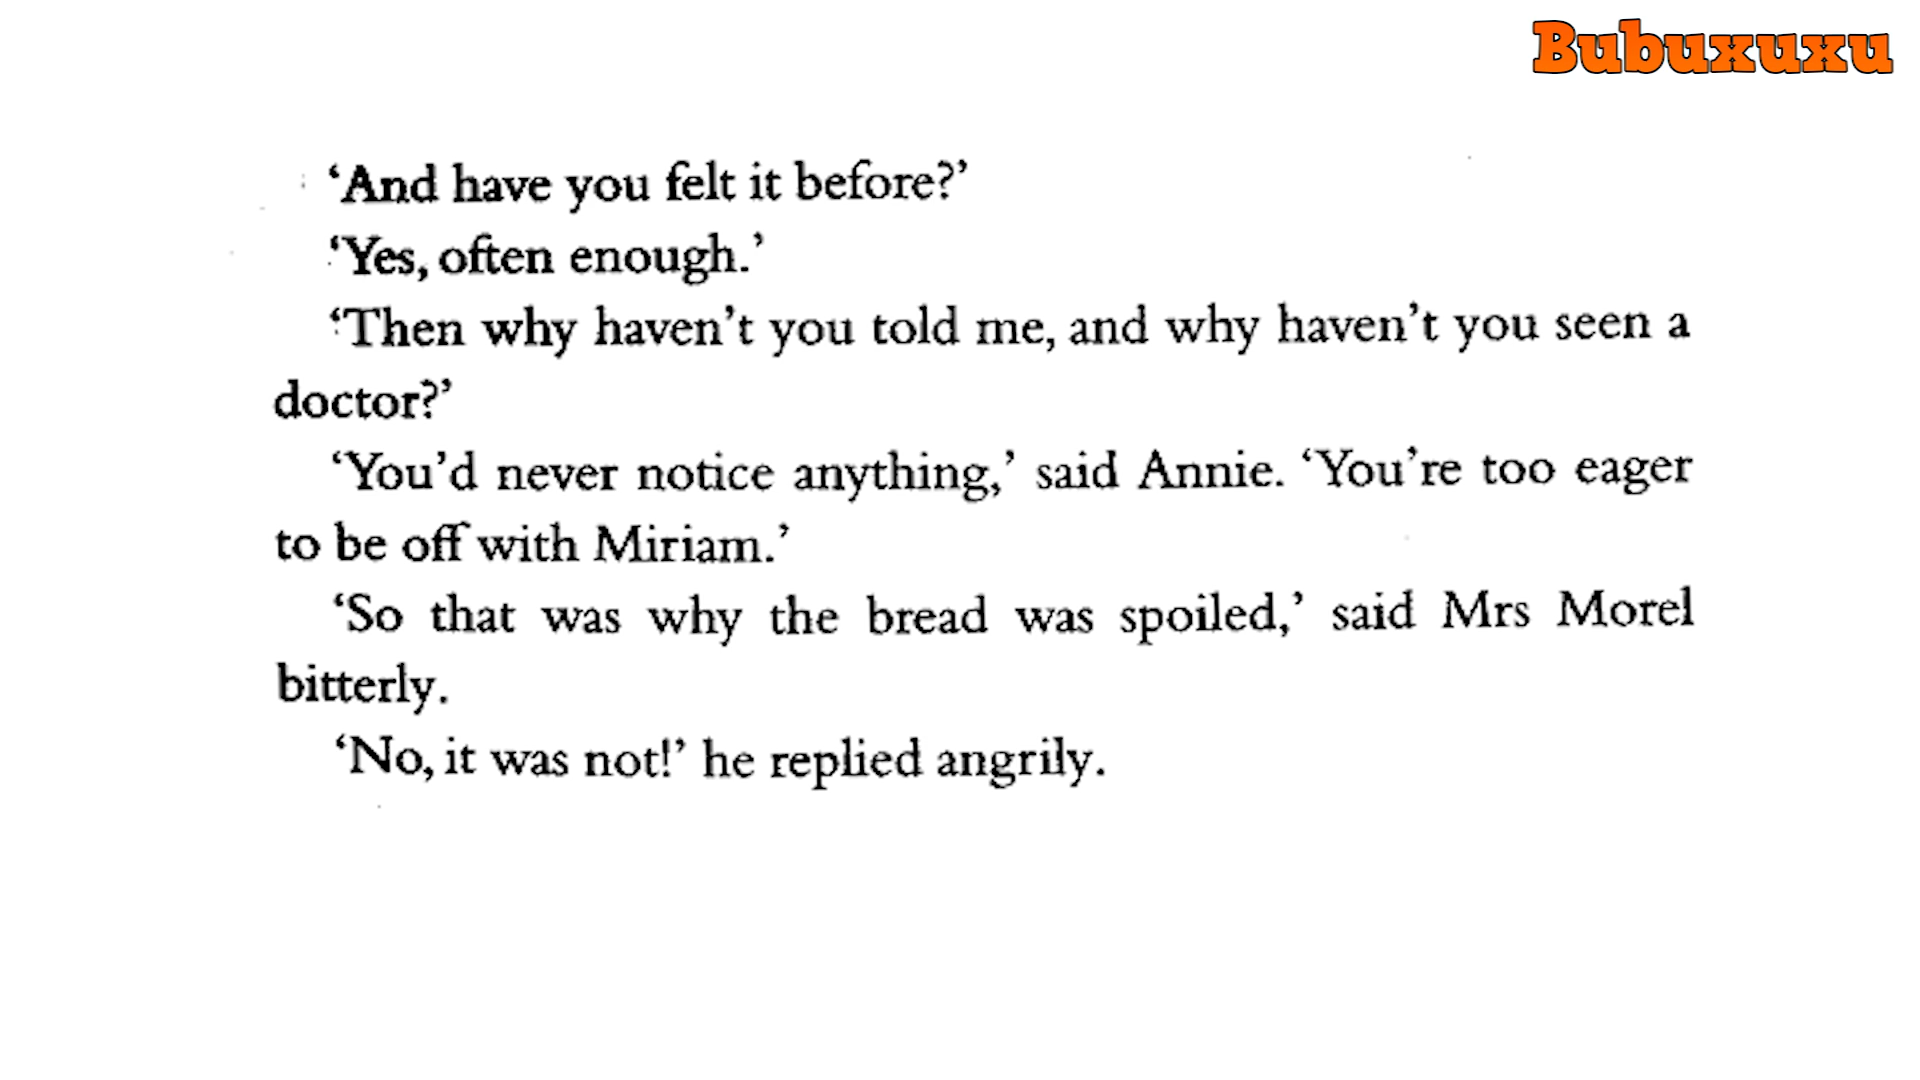 Bubuxuxu
‘And have you felt it before?’
‘Yes, often enough.’
‘Then why haven’t you told me, and why haven’t you seen a
doctor?’
‘You’d never notice anything,’ said Annie. ‘You’re too eager
to be off with Miriam.’
‘So that was why the bread was spoiled,’ said Mrs Morel
bitterly.
‘No, it was not!’ he replied angrily.